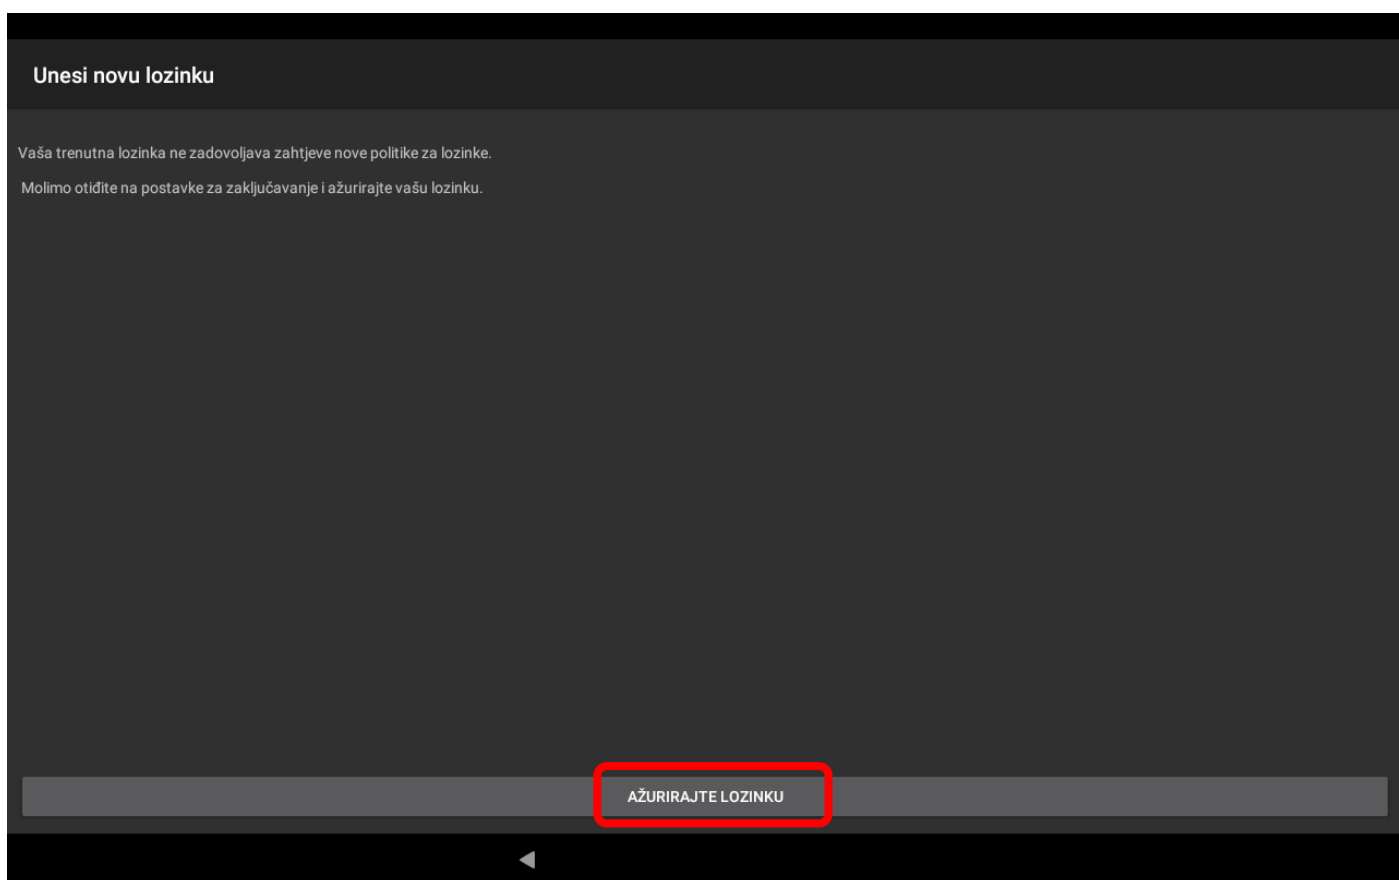 Unesi novu lozinku
Vaša trenutna lozinka ne zadovoljava zahtjeve nove politike za lozinke.
Molimo otiđite na postavke za zaključavanje i ažurirajte vašu lozinku.
AŽURIRAJTE LOZINKU